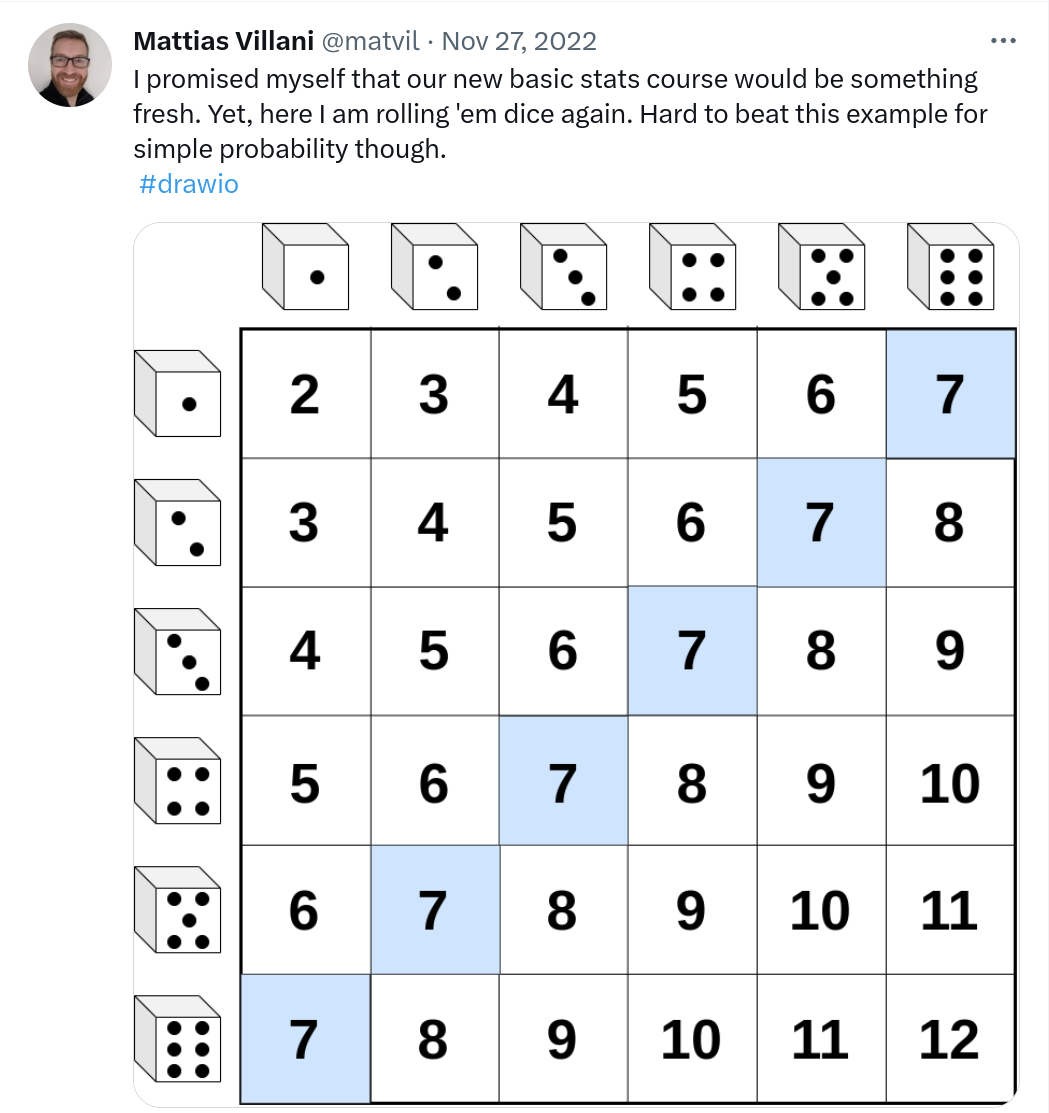 Mattias Villani @matvil · Nov 27, 2022 ...
I promised myself that our new basic stats course would be something
fresh. Yet, here I am rolling 'em dice again. Hard to beat this example for
simple probability though.
#drawio
2 3 4 5 6 7
3 4 5 6 7 8
4 5 6 7 8 9
5 6 7 8 9 10
6 7 8 9 10 11
7 8 9 10 11 12